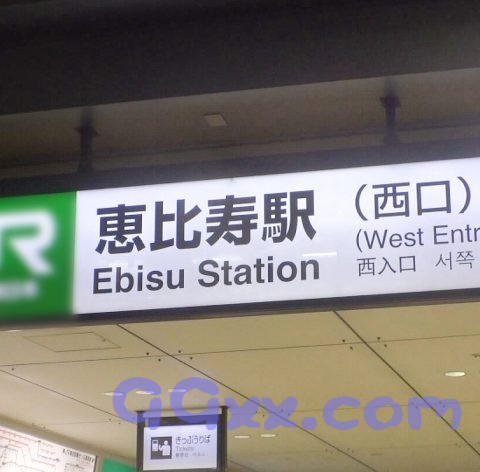 恵比寿駅
Ebisu Station
(西口)
(West Entr
西入口 서쪽
きっぷうりば
Tickets
GGxx.com